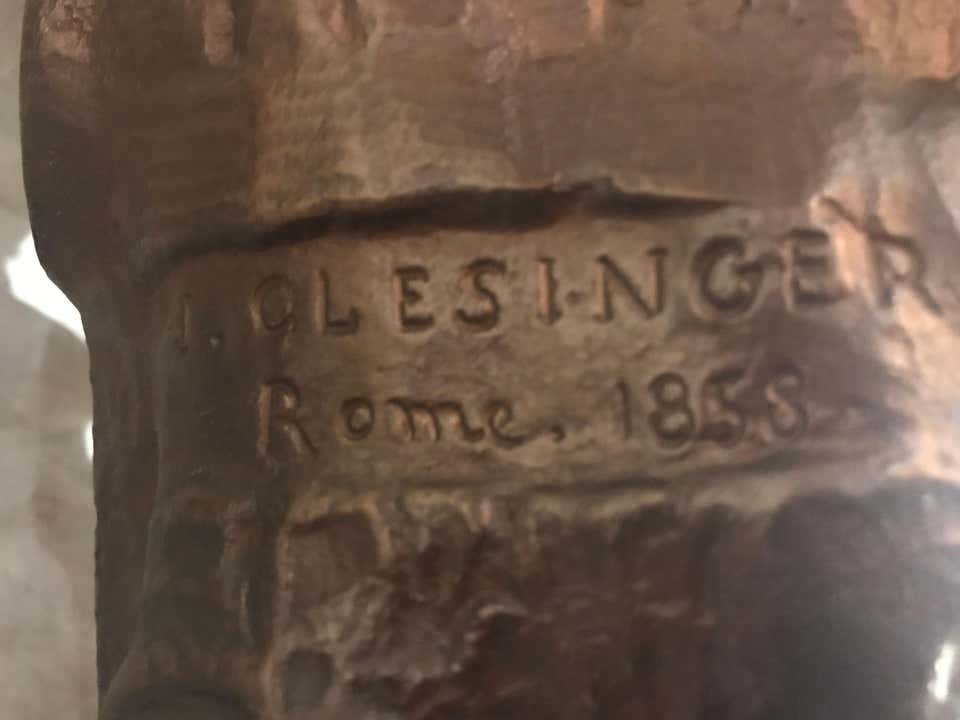 J. CLESINGER
Rome. 1858